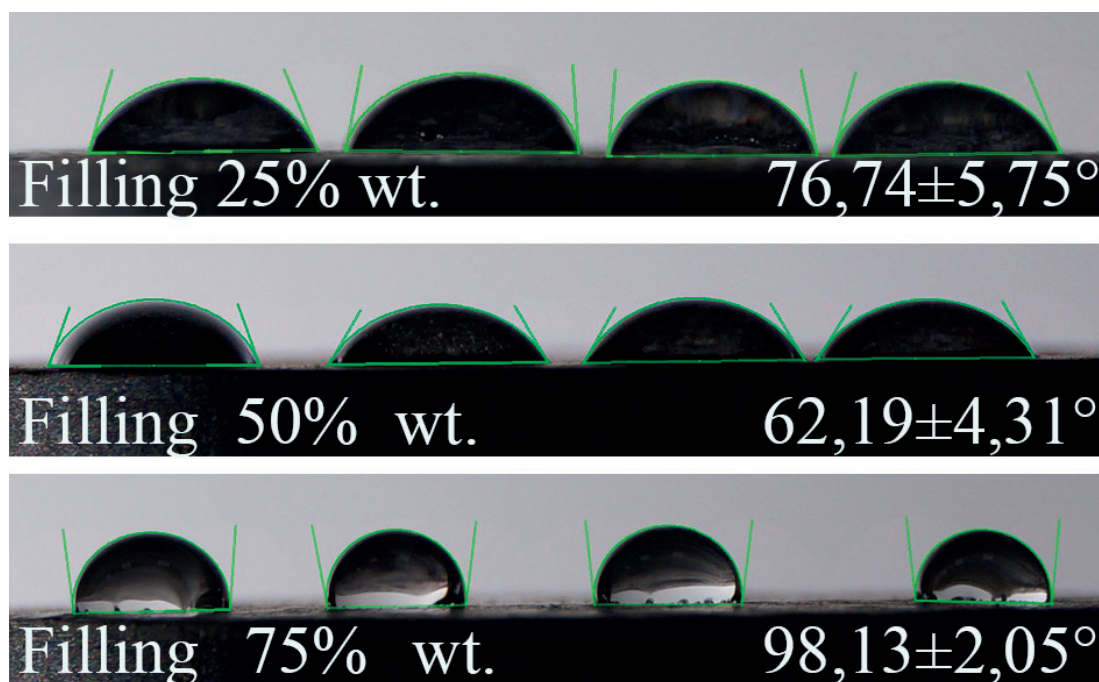 Filling 25% wt. 76,74±5,75°
Filling 50% wt. 62,19±4,31°
Filling 75% wt. 98,13±2,05°